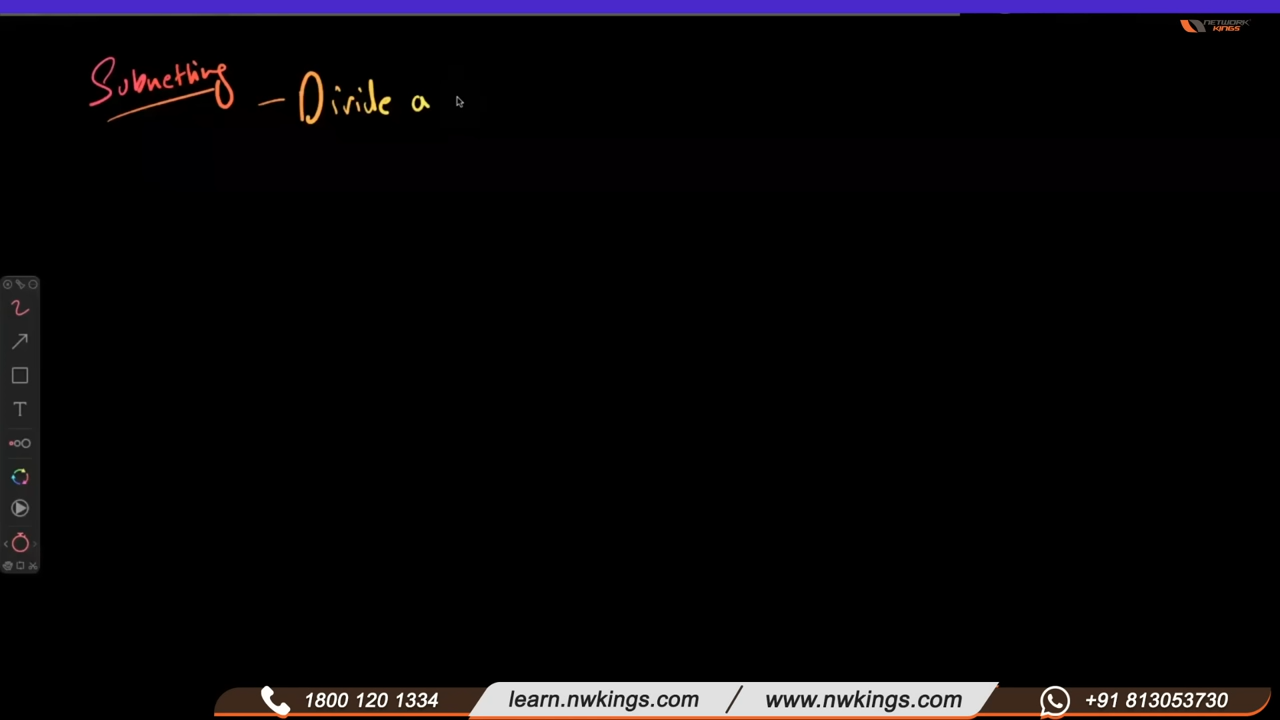 NETWORK
KINGS
Subnetting - Divide a
T
1800 120 1334 learn.nwkings.com / www.nwkings.com +91 813053730